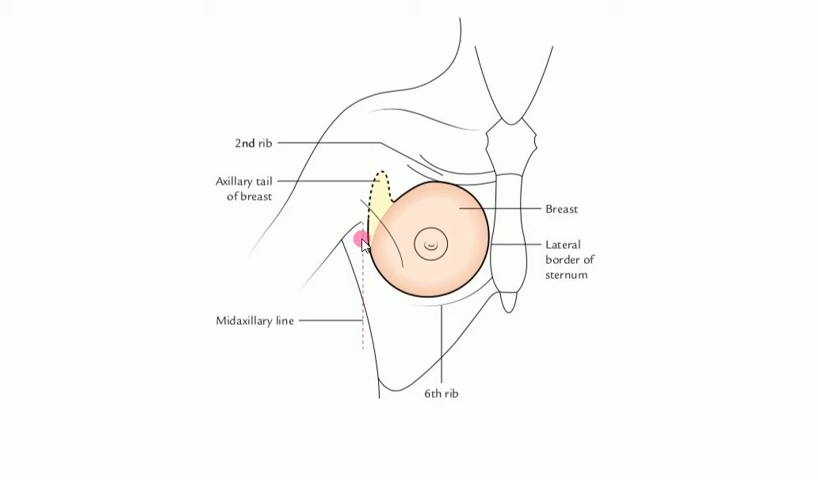 2nd rib
Axillary tail
of breast
Breast
Lateral
border of
sternum
Midaxillary line
6th rib